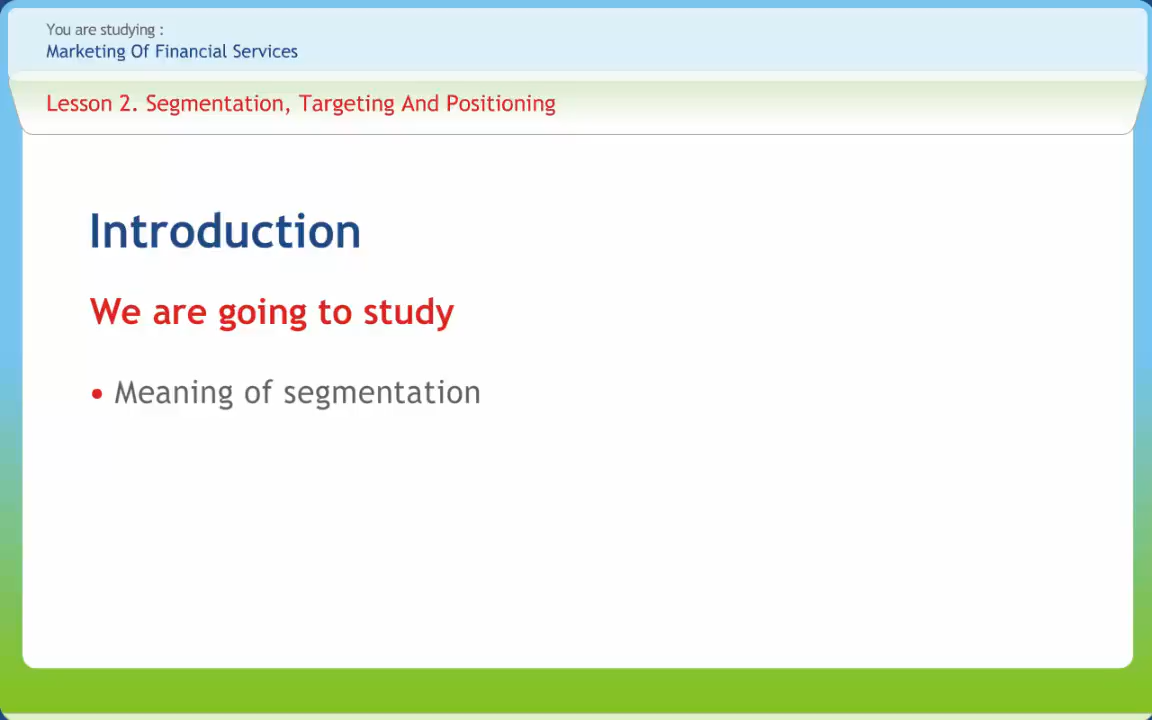 You are studying :
Marketing Of Financial Services
Lesson 2. Segmentation, Targeting And Positioning
Introduction
We are going to study
• Meaning of segmentation